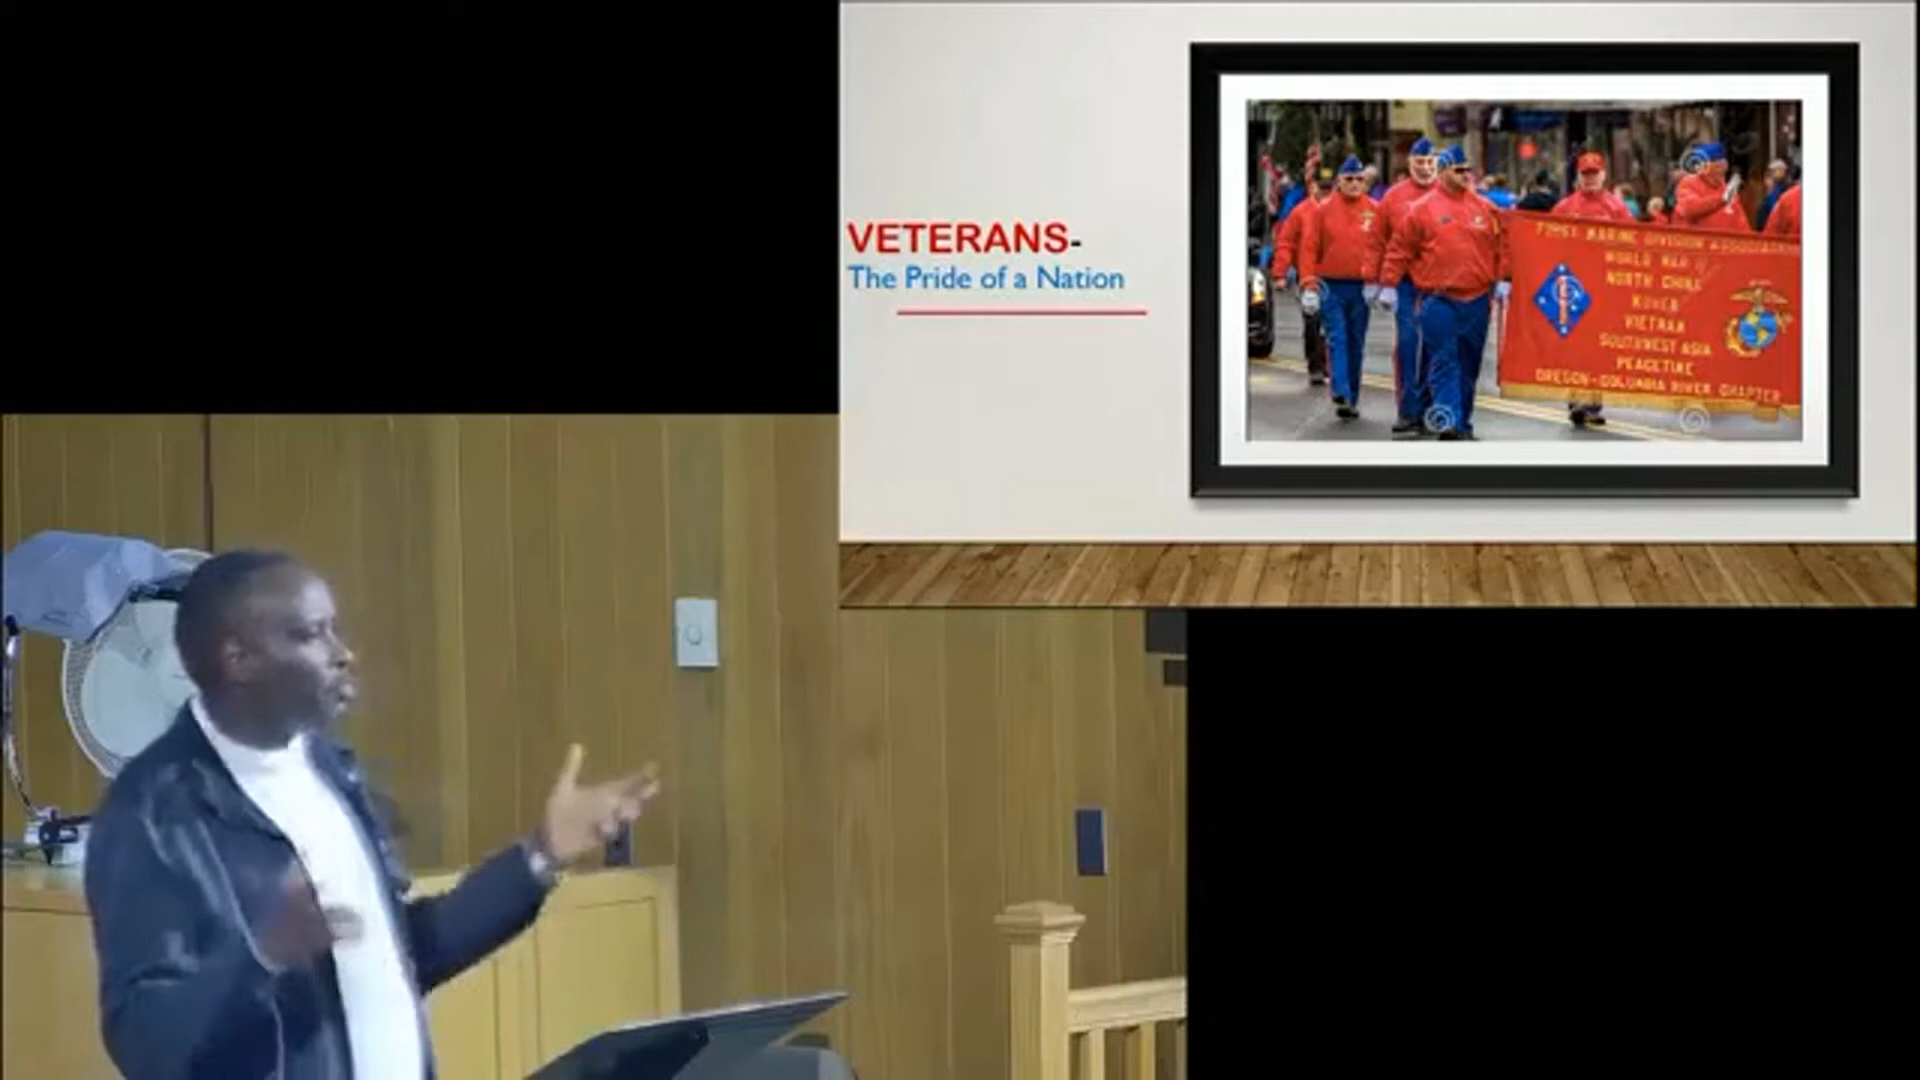 VETERANS-
The Pride of a Nation
FIRST MARINE DIVISION ASSOCIATION
WORLD WAR II
NORTH CHINA
KOREA
VIETNAM
SOUTHWEST ASIA
PEACETIME
OREGON-COLUMBIA RIVER CHAPTER